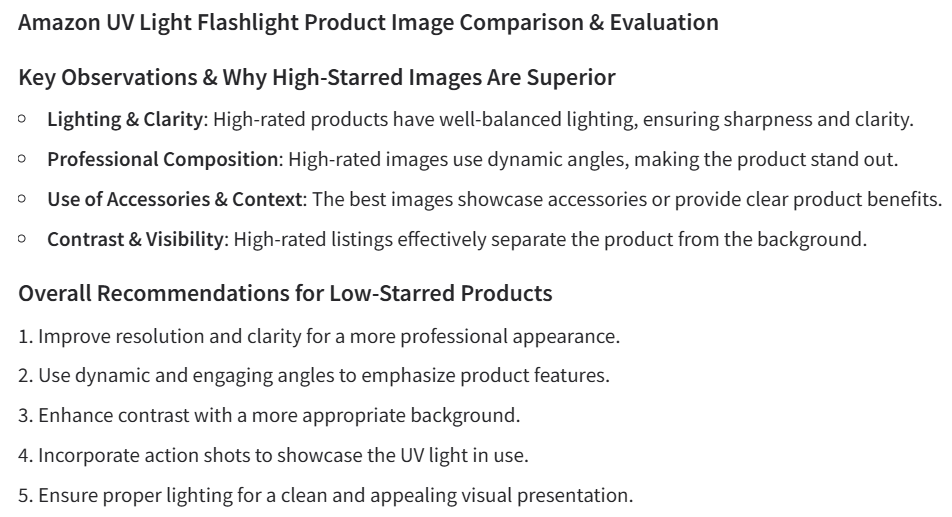 Amazon UV Light Flashlight Product Image Comparison & Evaluation
Key Observations & Why High-Starred Images Are Superior
Lighting & Clarity: High-rated products have well-balanced lighting, ensuring sharpness and clarity.
Professional Composition: High-rated images use dynamic angles, making the product stand out.
Use of Accessories & Context: The best images showcase accessories or provide clear product benefits.
Contrast & Visibility: High-rated listings effectively separate the product from the background.
Overall Recommendations for Low-Starred Products
1. Improve resolution and clarity for a more professional appearance.
2. Use dynamic and engaging angles to emphasize product features.
3. Enhance contrast with a more appropriate background.
4. Incorporate action shots to showcase the UV light in use.
5. Ensure proper lighting for a clean and appealing visual presentation.